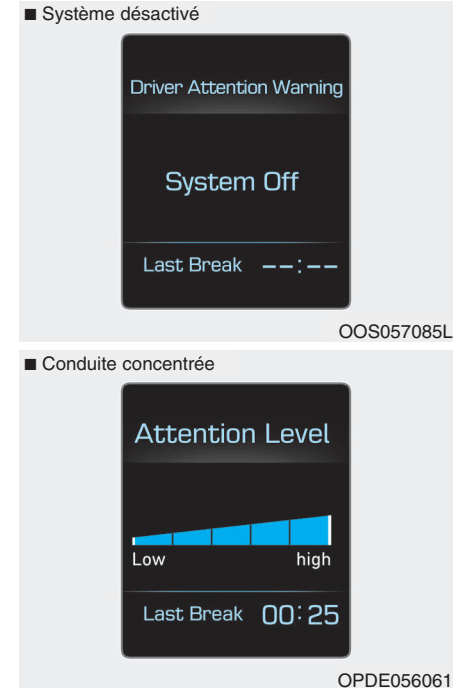 ■ Système désactivé
Driver Attention Warning
System Off
Last Break --:--
OOS057085L
■ Conduite concentrée
Attention Level
Low high
Last Break 00:25
OPDE056061